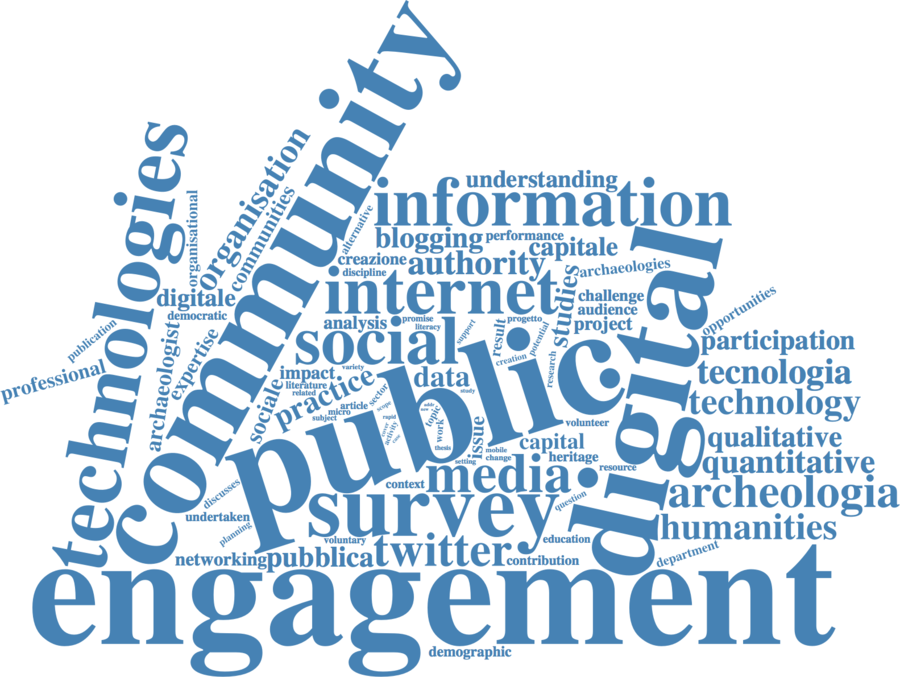 community
technologies
organisation
communities
organisational
understanding
information
alternative
blogging
performance
capitale
creazione
authority
discipline
archaeologies
digitale
democratic
internet
studies
challenge
audience
project
opportunities
digital
analysis
promise
literacy
support
result
progetto
potential
publication
professional
archaeologist
expertise
social
creation
research
participation
impact
variety
literature
related
practice
sector
data
study
tecnologia
technology
sociale
article
micro
subject
scope
rapid
activity
topic
work
thesis
issue
public
volunteer
capital
heritage
mobile
change
setting
resource
qualitative
quantitative
archeologia
humanities
discusses
context
media
question
survey
undertaken
planning
voluntary
education
networking
pubblica
twitter
contribution
department
engagement
demographic